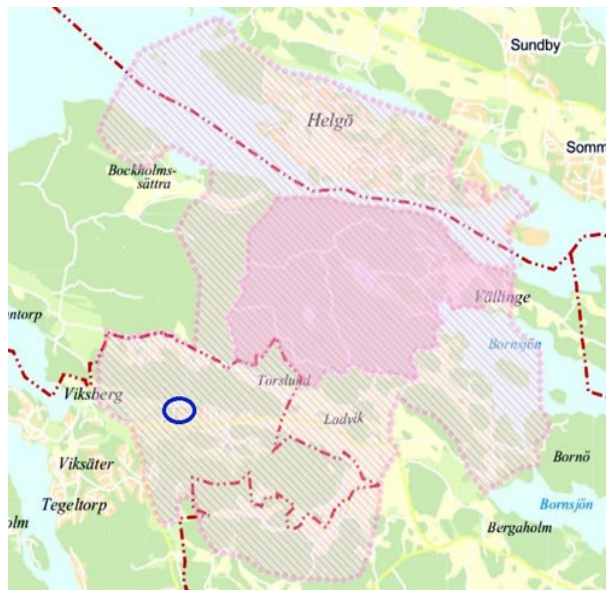 Sundby
Helgö
Somm
Bockholms-
sättra
Vällinge
ntorp
Bornsjön
Torslund
Viksberg
Ladvik
Viksäter
Bornö
Tegeltorp
Bornsjön
olm
Bergaholm